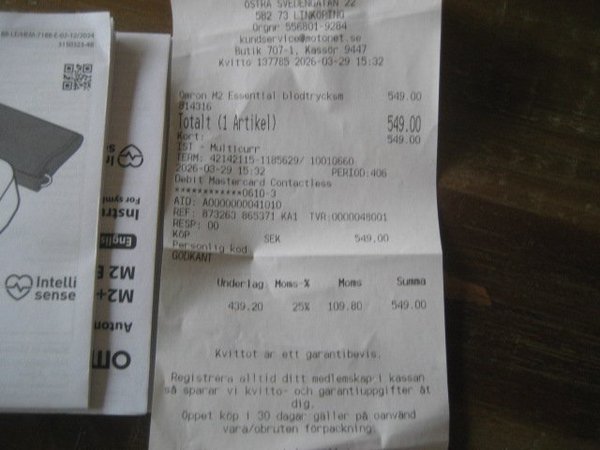 ÖSTRA SVEDENGATAN 22
582 73 LINKÖPING
Orgnr 556801-9284
kundservice@motonet.se
Butik 707-1, Kassör 9447
Kvitto 137785 2026-03-29 15:32
Omron M2 Essential blodtrycksm 549.00
814316
Totalt (1 Artikel) 549.00
Kort: 549.00
IST - Multicurr
TERM: 42142115-1185629/ 10010660
2026-03-29 15:32 PERIOD:406
Debit Mastercard Contactless
************0610-3
AID: A0000000041010
REF: 873263 865371 KA1 TVR:0000048001
RESP: 00
KÖP SEK 549,00
Personlig kod
GODKÄNT
Underlag Moms-% Moms Summa
439.20 25% 109.80 549.00
Kvittot är ett garantibevis.
Registrera alltid ditt medlemskap i kassan
så sparar vi kvitto- och garantiuppgifter åt
dig.
Öppet köp i 30 dagar gäller på oanvänd
vara/obruten förpackning.
3150523-4B
Intelli
sense
Instr
English
M2 E
M2+
Auton
OM